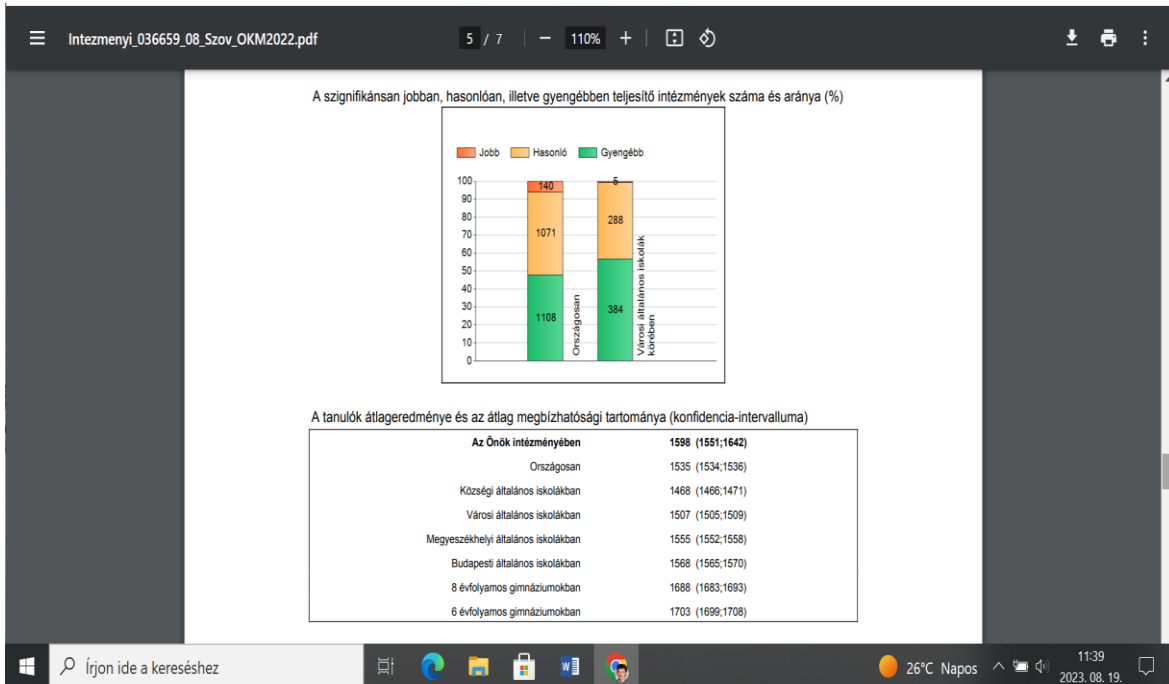 Intezmenyi_036659_08_Szov_OKM2022.pdf
5 / 7
110%
A szignifikánsan jobban, hasonlóan, illetve gyengébben teljesítő intézmények száma és aránya (%)
Jobb Hasonló Gyengébb
100
90
80
70
60
50
40
30
20
10
0
140
1071
1108
Országosan
5
288
384
Városi általános iskolák
körében
A tanulók átlageredménye és az átlag megbízhatósági tartománya (konfidencia-intervalluma)
Az Önök intézményében 1598 (1551;1642)
Országosan 1535 (1534;1536)
Községi általános iskolákban 1468 (1466;1471)
Városi általános iskolákban 1507 (1505;1509)
Megyeszékhelyi általános iskolákban 1555 (1552;1558)
Budapesti általános iskolákban 1568 (1565;1570)
8 évfolyamos gimnáziumokban 1688 (1683;1693)
6 évfolyamos gimnáziumokban 1703 (1699;1708)
Írjon ide a kereséshez
26°C Napos
11:39
2023. 08. 19.